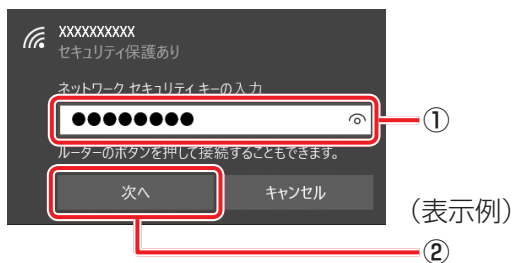 XXXXXXXXXX
セキュリティ保護あり
ネットワーク セキュリティ キーの入力
●●●●●●●●
①
ルーターのボタンを押して接続することもできます。
次へ
キャンセル
（表示例）
②